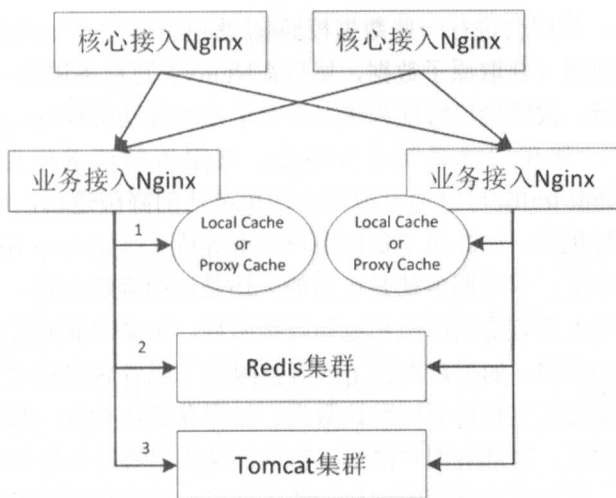 核心接入Nginx
核心接入Nginx
业务接入Nginx
业务接入Nginx
1
Local Cache
or
Proxy Cache
Local Cache
or
Proxy Cache
2
Redis集群
3
Tomcat集群